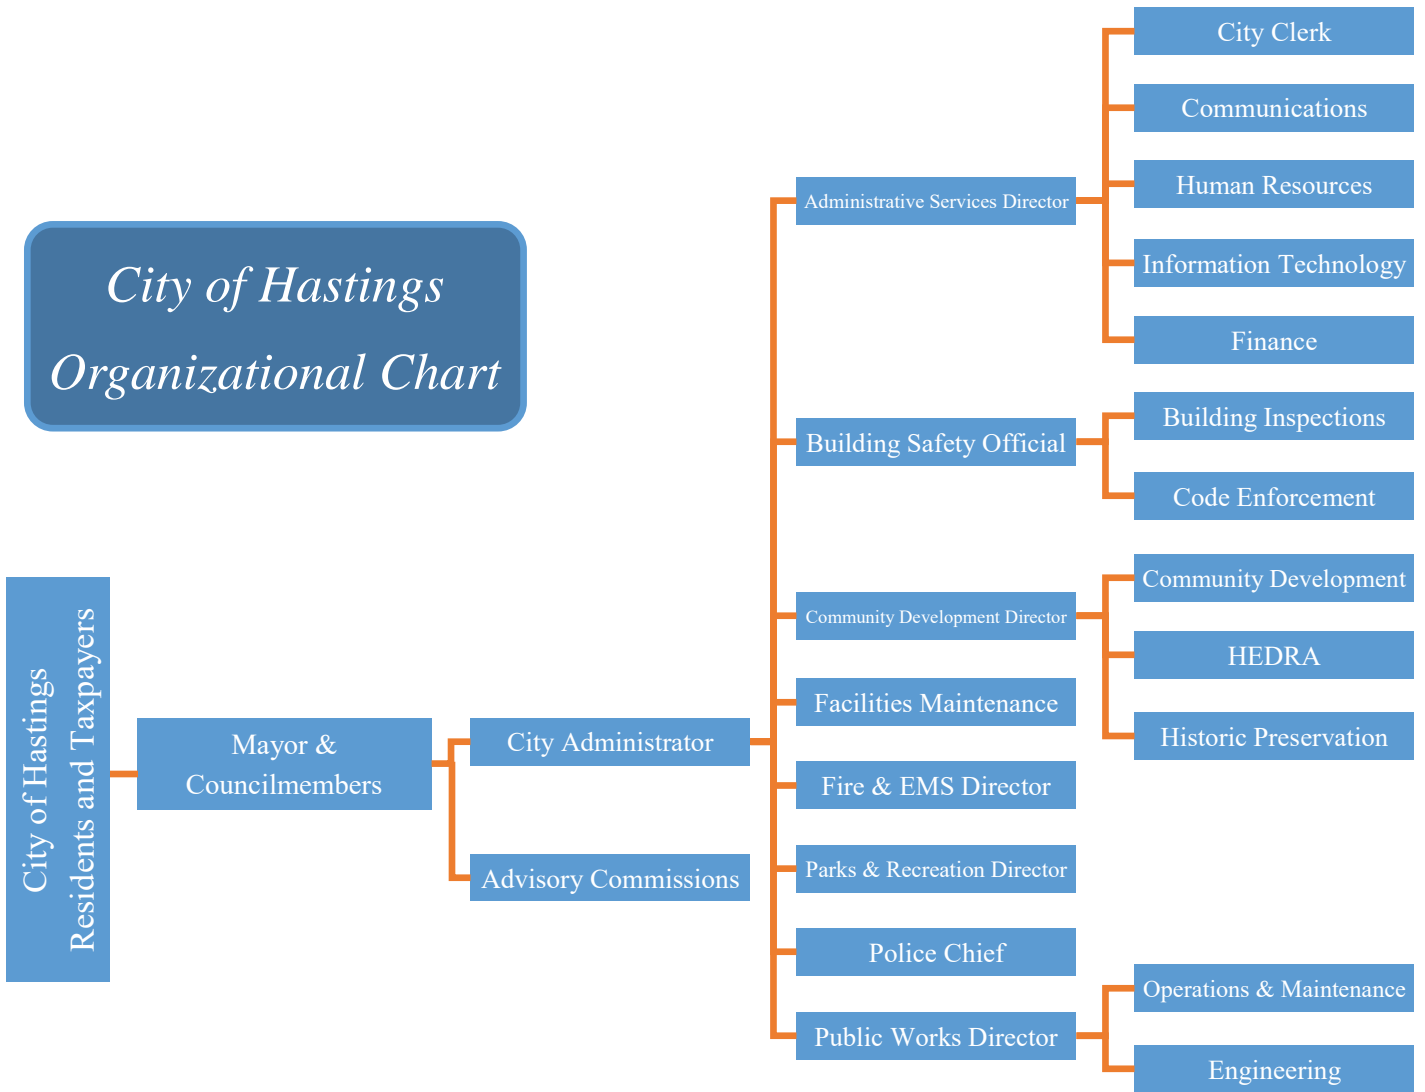 City of Hastings
Organizational Chart
City of Hastings
Residents and Taxpayers
Mayor &
Councilmembers
City Administrator
Advisory Commissions
Administrative Services Director
City Clerk
Communications
Human Resources
Information Technology
Finance
Building Safety Official
Building Inspections
Code Enforcement
Community Development Director
Community Development
HEDRA
Historic Preservation
Facilities Maintenance
Fire & EMS Director
Parks & Recreation Director
Police Chief
Public Works Director
Operations & Maintenance
Engineering